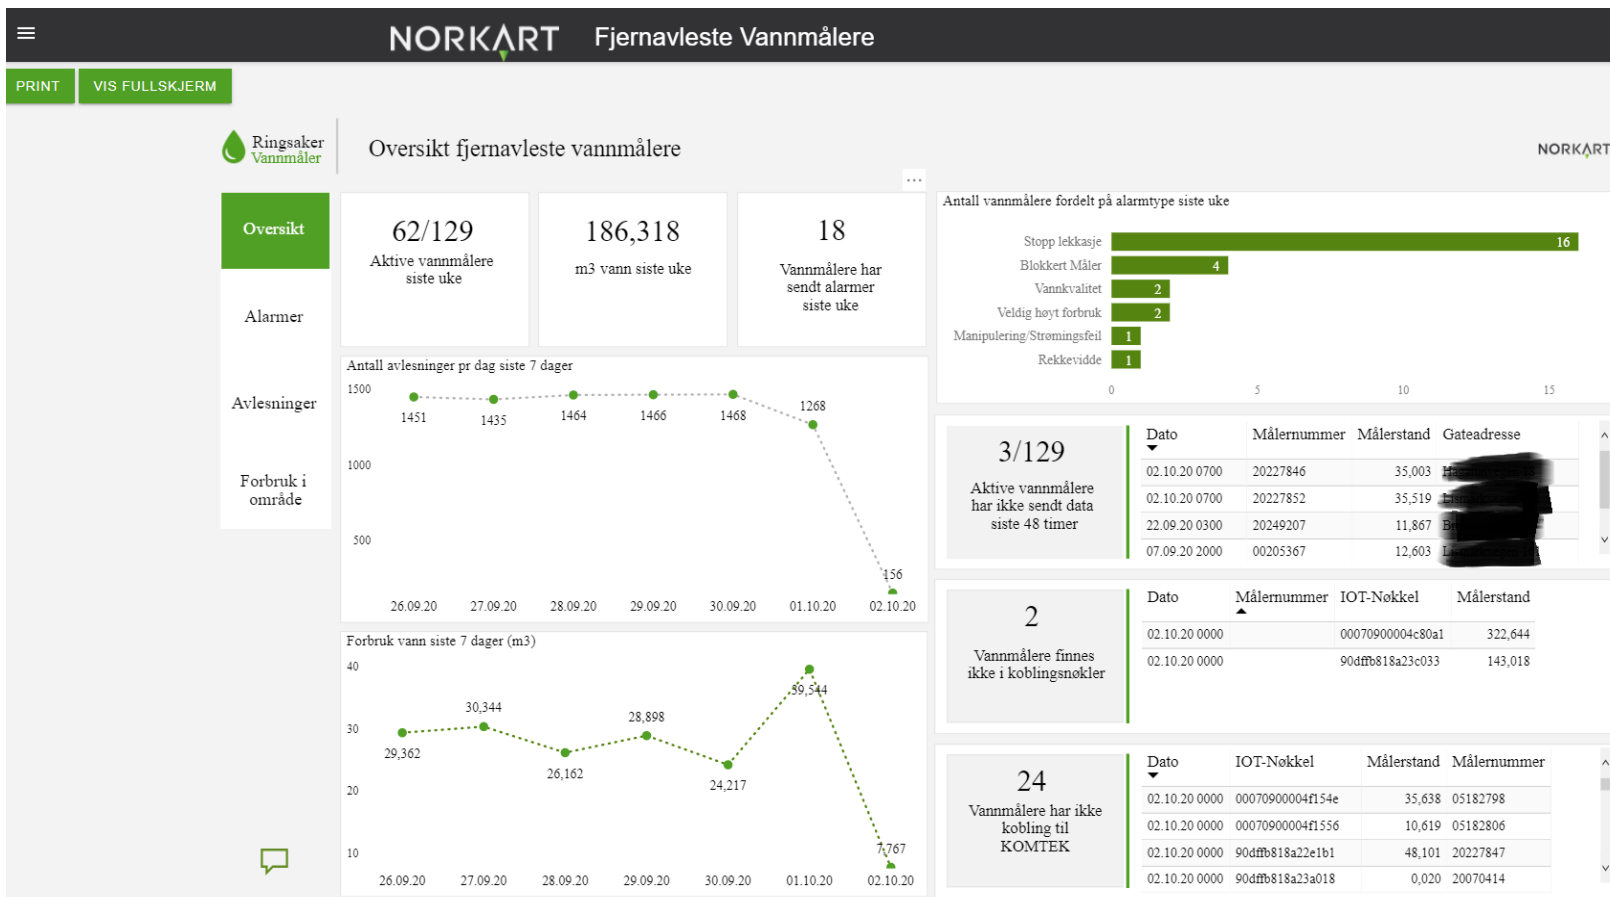 NORKART Fjernavleste Vannmålere
PRINT VIS FULLSKJERM
Ringsaker
Vannmåler
Oversikt fjernavleste vannmålere
NORKART
...
Oversikt
Alarmer
Avlesninger
Forbruk i
område
62/129
Aktive vannmålere
siste uke
186,318
m3 vann siste uke
18
Vannmålere har
sendt alarmer
siste uke
Antall vannmålere fordelt på alarmtype siste uke
Stopp lekkasje 16
Blokkert Måler 4
Vannkvalitet 2
Veldig høyt forbruk 2
Manipulering/Strømingsfeil 1
Rekkevidde 1
0 5 10 15
Antall avlesninger pr dag siste 7 dager
1500
1000
500
1451 1435 1464 1466 1468 1268 156
26.09.20 27.09.20 28.09.20 29.09.20 30.09.20 01.10.20 02.10.20
Forbruk vann siste 7 dager (m3)
40
30
20
10
29,362 30,344 26,162 28,898 24,217 39,544 7,767
26.09.20 27.09.20 28.09.20 29.09.20 30.09.20 01.10.20 02.10.20
3/129
Aktive vannmålere
har ikke sendt data
siste 48 timer
Dato Målernummer Målerstand Gateadresse
02.10.20 0700 20227846 35,003
02.10.20 0700 20227852 35,519
22.09.20 0300 20249207 11,867
07.09.20 2000 00205367 12,603
2
Vannmålere finnes
ikke i koblingsnøkler
Dato Målernummer IOT-Nøkkel Målerstand
02.10.20 0000 00070900004c80a1 322,644
02.10.20 0000 90dffb818a23c033 143,018
24
Vannmålere har ikke
kobling til
KOMTEK
Dato IOT-Nøkkel Målerstand Målernummer
02.10.20 0000 00070900004f154e 35,638 05182798
02.10.20 0000 00070900004f1556 10,619 05182806
02.10.20 0000 90dffb818a22e1b1 48,101 20227847
02.10.20 0000 90dffb818a23a018 0,020 20070414